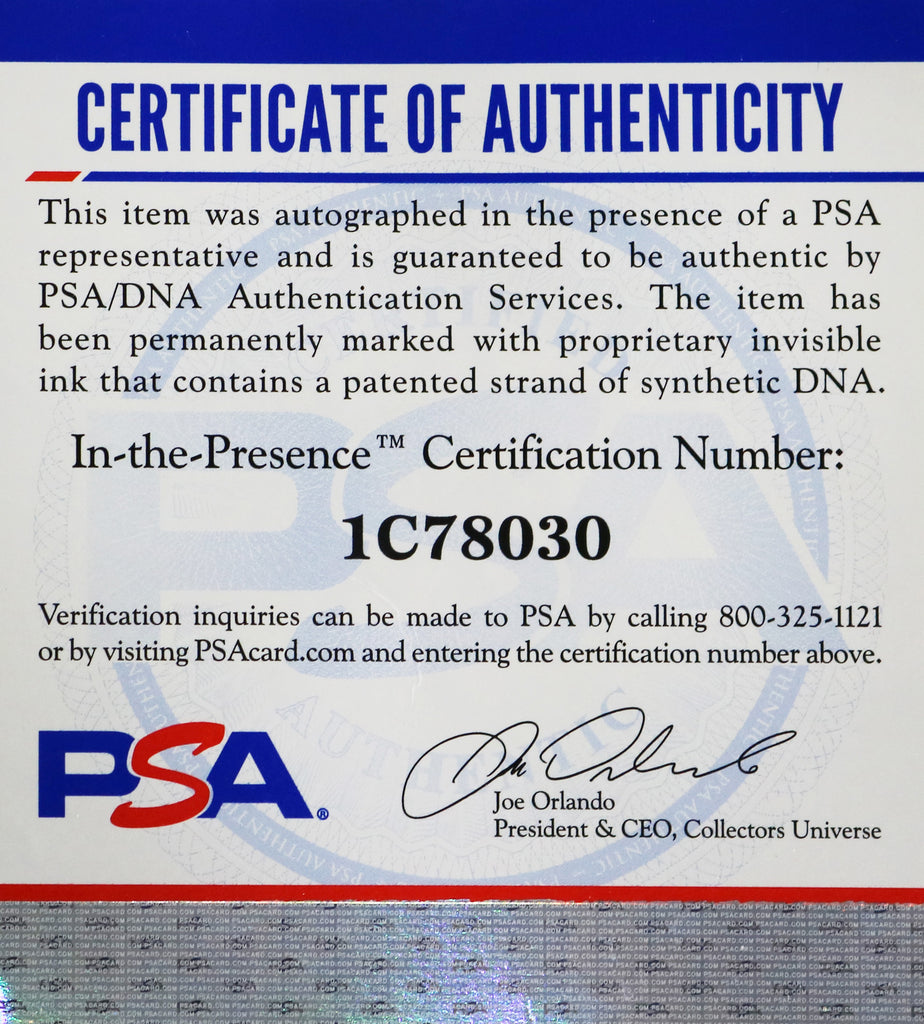 CERTIFICATE OF AUTHENTICITY
This item was autographed in the presence of a PSA
representative and is guaranteed to be authentic by
PSA/DNA Authentication Services. The item has
been permanently marked with proprietary invisible
ink that contains a patented strand of synthetic DNA.
In-the-Presence™ Certification Number:
1C78030
Verification inquiries can be made to PSA by calling 800-325-1121
or by visiting PSAcard.com and entering the certification number above.
PSA®
Joe Orlando
President & CEO, Collectors Universe